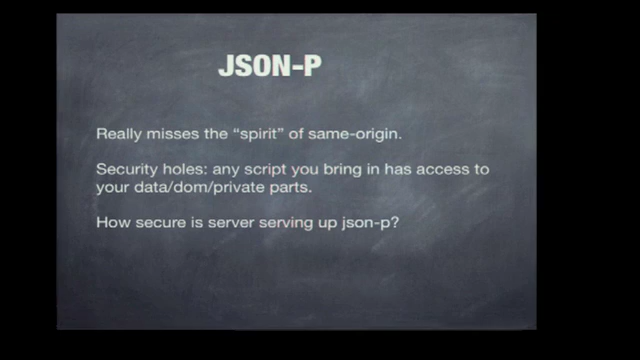 JSON-P
Really misses the “spirit” of same-origin.
Security holes: any script you bring in has access to
your data/dom/private parts.
How secure is server serving up json-p?